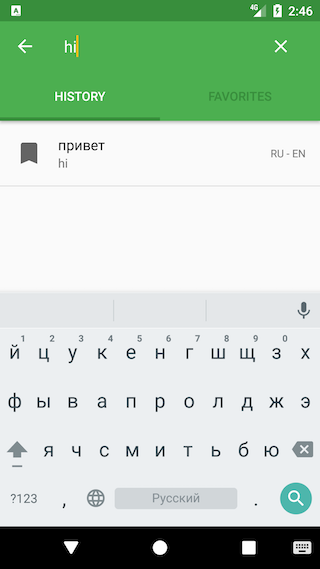 A 4G 2:46
hi
HISTORY FAVORITES
привет
hi
RU - EN
1 2 3 4 5 6 7 8 9 0
й ц у к е н г ш щ з х
ф ы в а п р о л д ж э
я ч с м и т ь б ю
?123 , Русский .